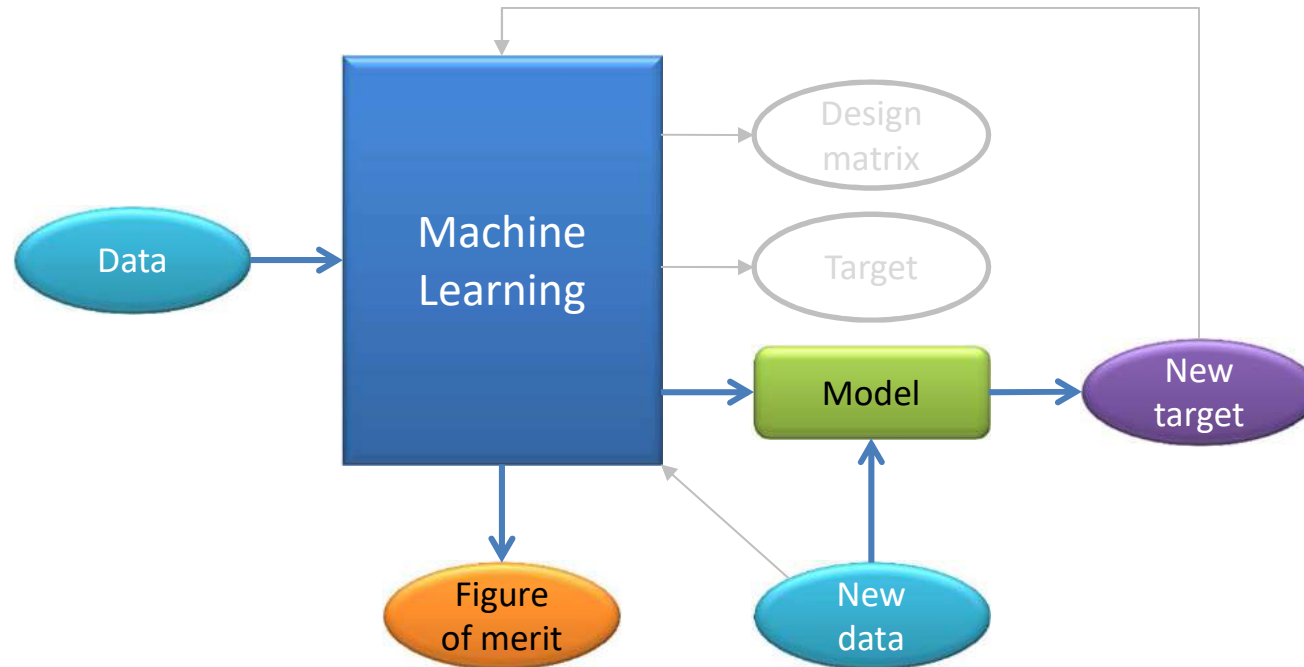 Design
matrix
Machine
Learning
Data
Target
Model
New
target
Figure
of merit
New
data